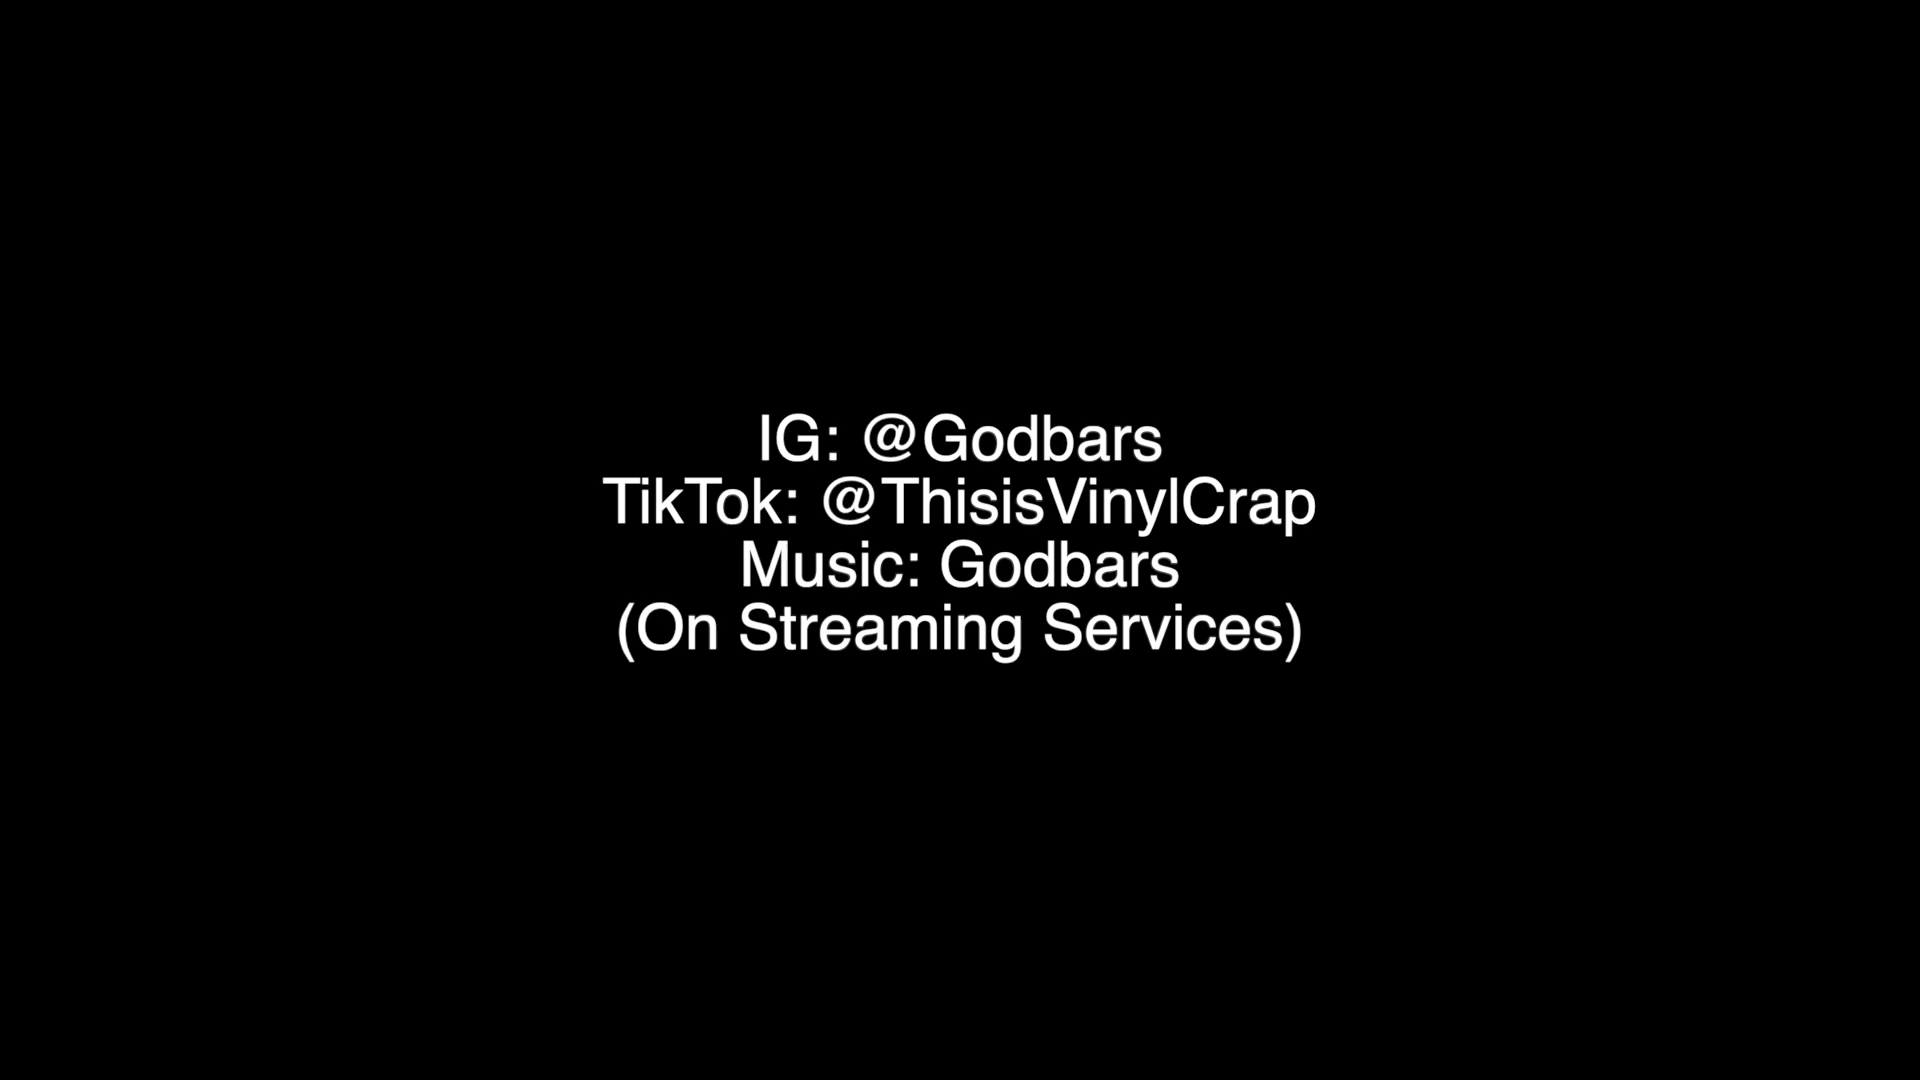 IG: @Godbars
TikTok: @ThisisVinylCrap
Music: Godbars
(On Streaming Services)